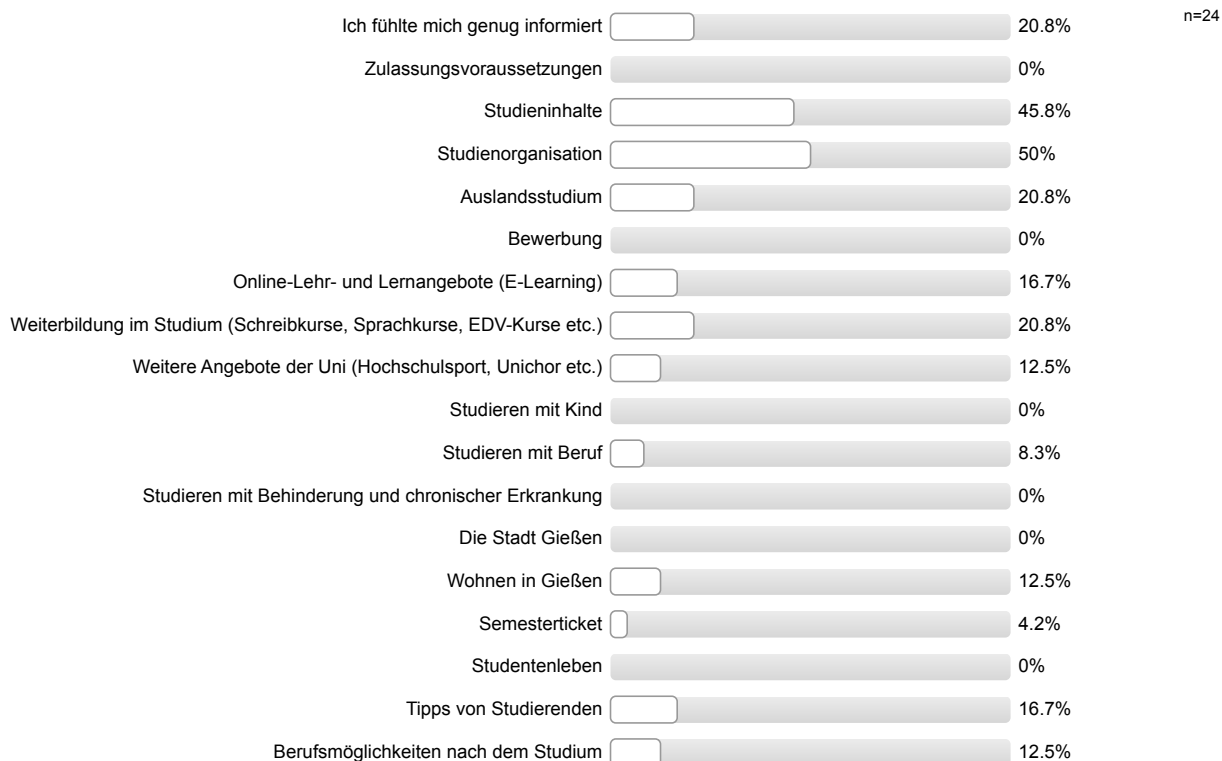 n=24
Ich fühlte mich genug informiert 20.8%
Zulassungsvoraussetzungen 0%
Studieninhalte 45.8%
Studienorganisation 50%
Auslandsstudium 20.8%
Bewerbung 0%
Online-Lehr- und Lernangebote (E-Learning) 16.7%
Weiterbildung im Studium (Schreibkurse, Sprachkurse, EDV-Kurse etc.) 20.8%
Weitere Angebote der Uni (Hochschulsport, Unichor etc.) 12.5%
Studieren mit Kind 0%
Studieren mit Beruf 8.3%
Studieren mit Behinderung und chronischer Erkrankung 0%
Die Stadt Gießen 0%
Wohnen in Gießen 12.5%
Semesterticket 4.2%
Studentenleben 0%
Tipps von Studierenden 16.7%
Berufsmöglichkeiten nach dem Studium 12.5%